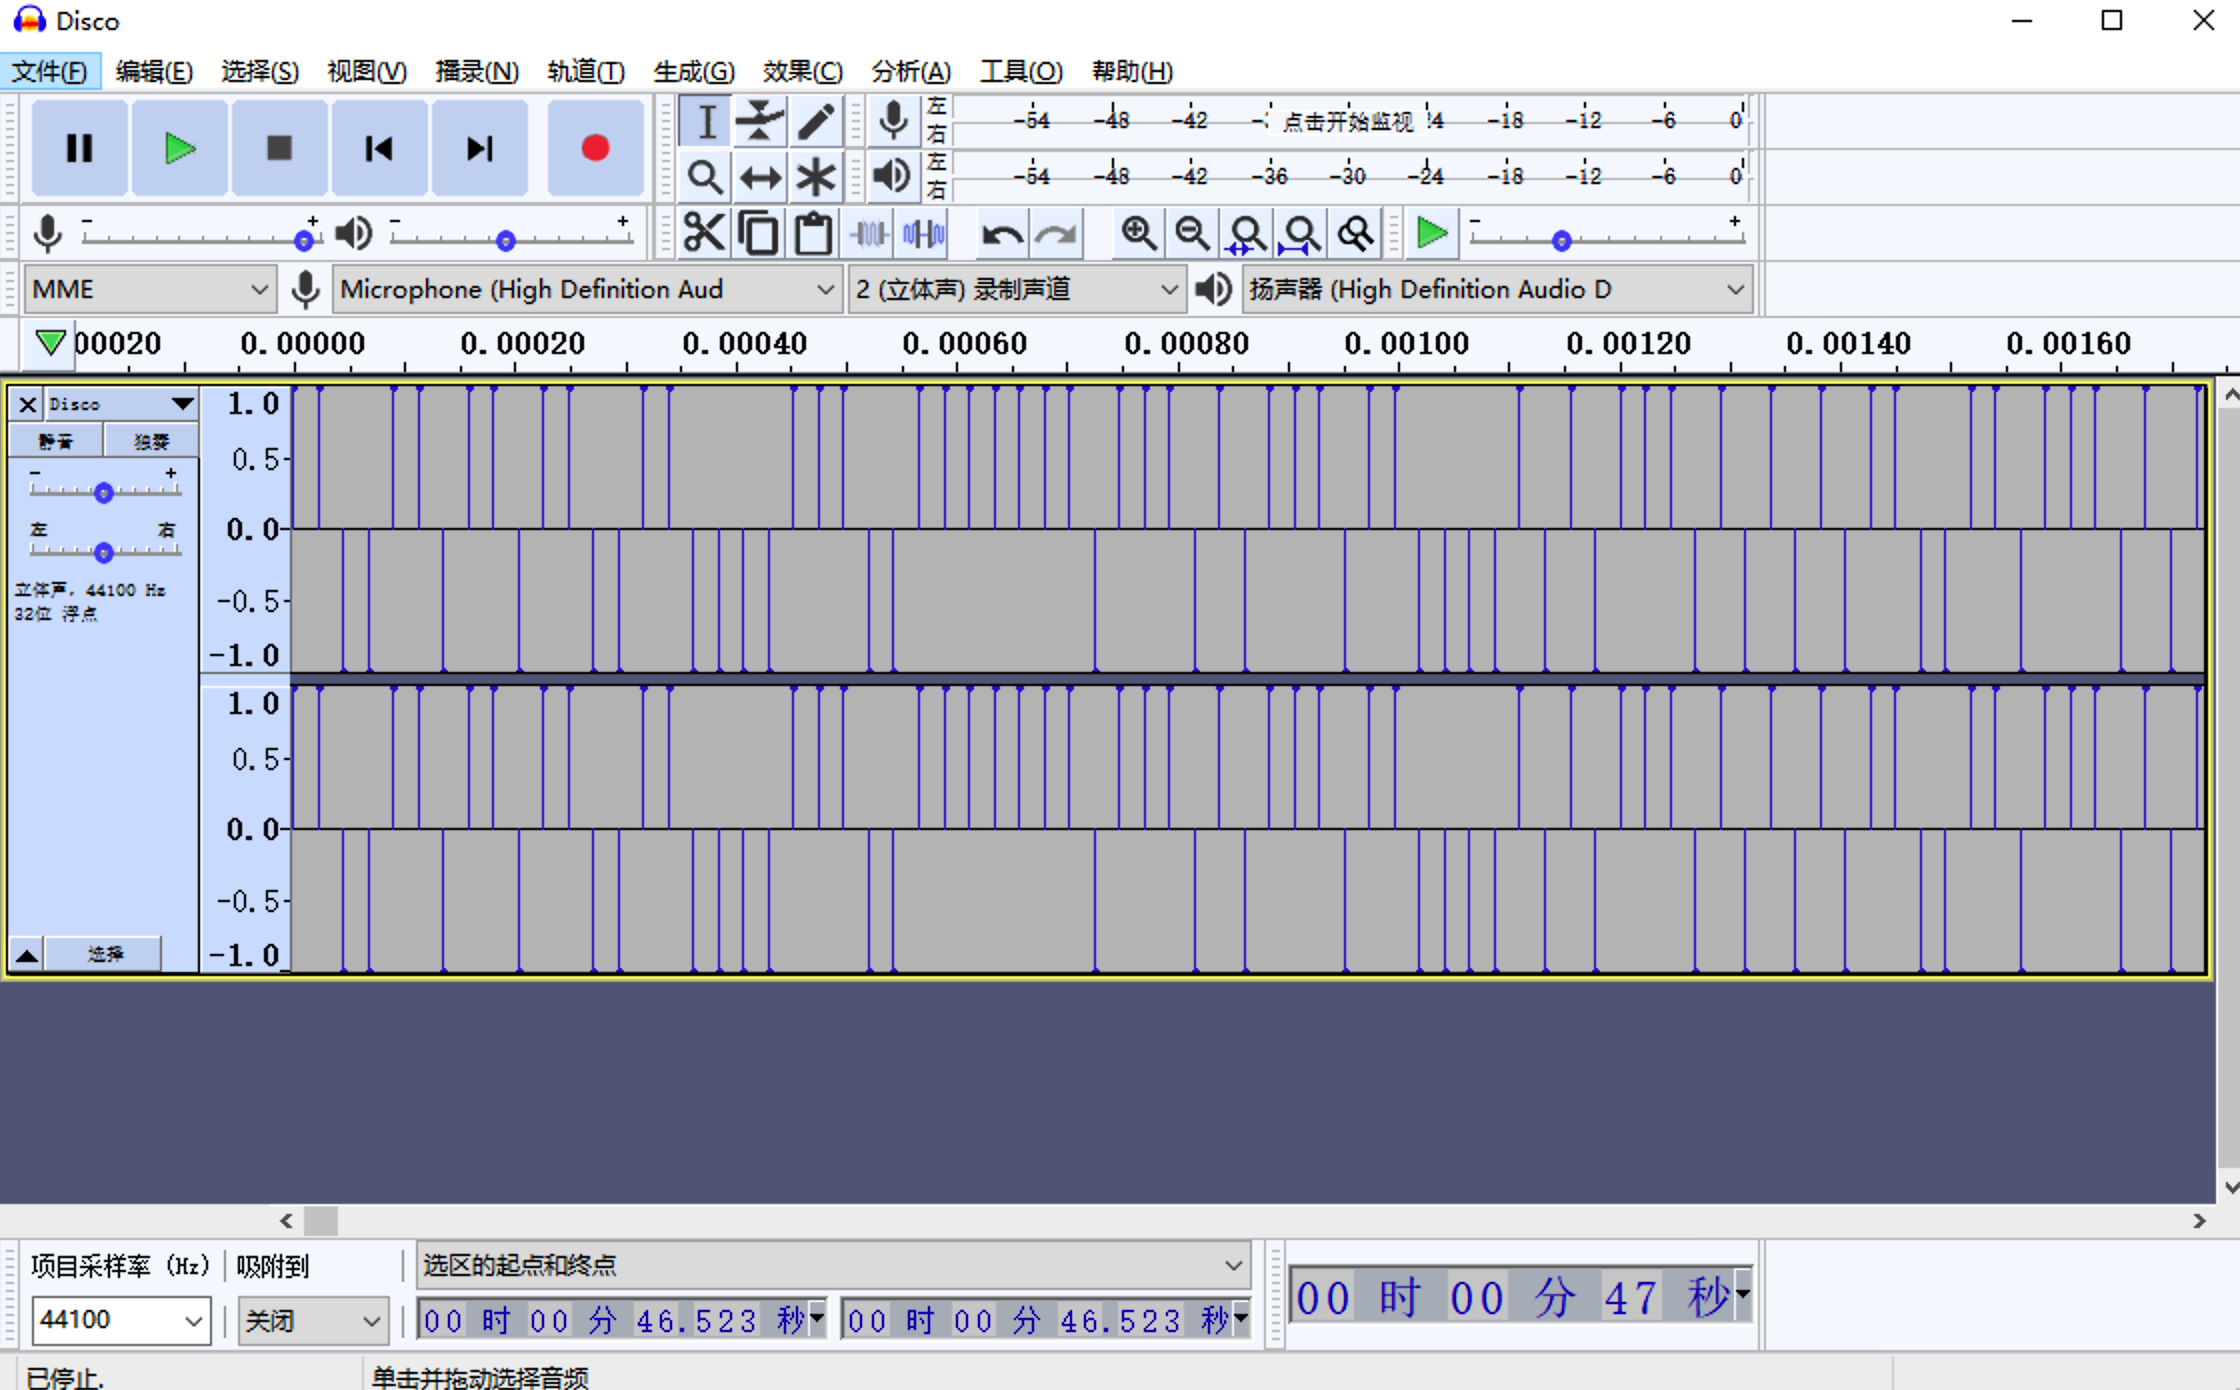 Disco
文件(F) 编辑(E) 选择(S) 视图(V) 播录(N) 轨道(T) 生成(G) 效果(C) 分析(A) 工具(O) 帮助(H)
左 -54 -48 -42 点击开始监视 -18 -12 -6 0
右
左 -54 -48 -42 -36 -30 -24 -18 -12 -6 0
右
- + - + - +
MME Microphone (High Definition Aud 2 (立体声) 录制声道 扬声器 (High Definition Audio D
00020 0.00000 0.00020 0.00040 0.00060 0.00080 0.00100 0.00120 0.00140 0.00160
Disco 1.0
静音 独奏
0.5
- +
0.0
左 右
立体声, 44100 Hz
-0.5
32位 浮点
-1.0
1.0
0.5
0.0
-0.5
选择 -1.0
项目采样率 (Hz) 吸附到 选区的起点和终点
44100 关闭 00 时 00 分 46.523 秒 00 时 00 分 46.523 秒 00 时 00 分 47 秒
已停止. 单击并拖动选择音频